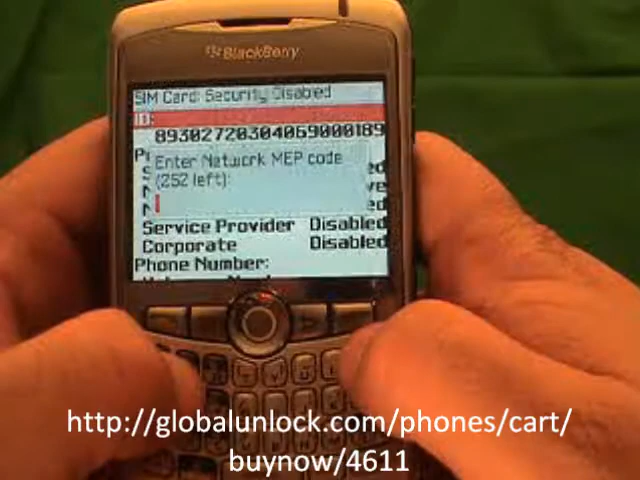 BlackBerry
SIM Card: Security Disabled
ID:
89302720304069000189
Enter Network MEP code
(252 left):
Service Provider Disabled
Corporate Disabled
Phone Number:
http://globalunlock.com/phones/cart/
buynow/4611